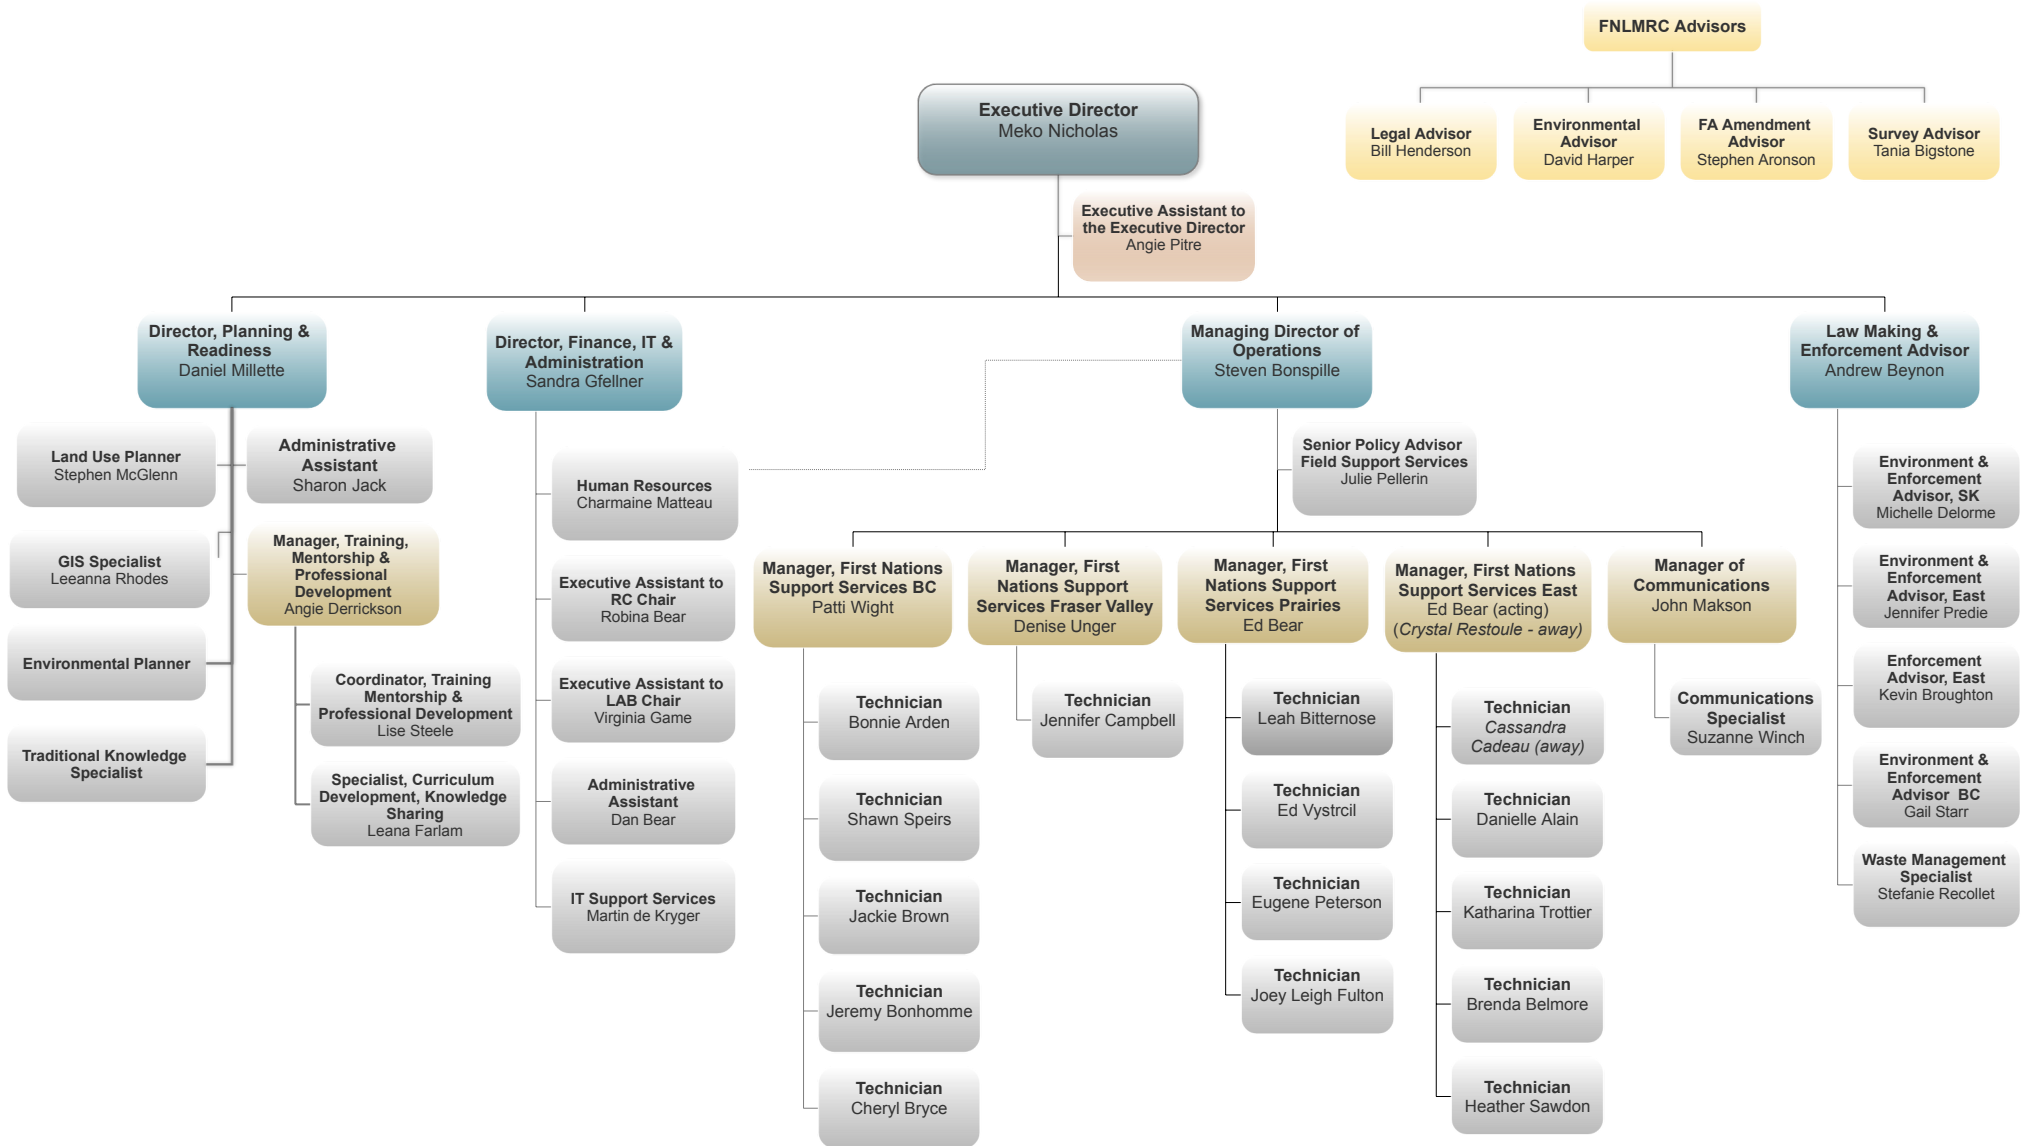 FNLMRC Advisors
Executive Director
Meko Nicholas
Legal Advisor
Bill Henderson
Environmental
Advisor
David Harper
FA Amendment
Advisor
Stephen Aronson
Survey Advisor
Tania Bigstone
Executive Assistant to
the Executive Director
Angie Pitre
Director, Planning &
Readiness
Daniel Millette
Director, Finance, IT &
Administration
Sandra Gfellner
Managing Director of
Operations
Steven Bonspille
Law Making &
Enforcement Advisor
Andrew Beynon
Land Use Planner
Stephen McGlenn
Administrative
Assistant
Sharon Jack
GIS Specialist
Leeanna Rhodes
Manager, Training,
Mentorship &
Professional
Development
Angie Derrickson
Environmental Planner
Traditional Knowledge
Specialist
Coordinator, Training
Mentorship &
Professional Development
Lise Steele
Specialist, Curriculum
Development, Knowledge
Sharing
Leana Farlam
Human Resources
Charmaine Matteau
Executive Assistant to
RC Chair
Robina Bear
Executive Assistant to
LAB Chair
Virginia Game
Administrative
Assistant
Dan Bear
IT Support Services
Martin de Kryger
Senior Policy Advisor
Field Support Services
Julie Pellerin
Manager, First Nations
Support Services BC
Patti Wight
Technician
Bonnie Arden
Technician
Shawn Speirs
Technician
Jackie Brown
Technician
Jeremy Bonhomme
Technician
Cheryl Bryce
Manager, First
Nations Support
Services Fraser Valley
Denise Unger
Technician
Jennifer Campbell
Manager, First
Nations Support
Services Prairies
Ed Bear
Technician
Leah Bitternose
Technician
Ed Vystrcil
Technician
Eugene Peterson
Technician
Joey Leigh Fulton
Manager, First Nations
Support Services East
Ed Bear (acting)
(Crystal Restoule - away)
Technician
Cassandra
Cadeau (away)
Technician
Danielle Alain
Technician
Katharina Trottier
Technician
Brenda Belmore
Technician
Heather Sawdon
Manager of
Communications
John Makson
Communications
Specialist
Suzanne Winch
Environment &
Enforcement
Advisor, SK
Michelle Delorme
Environment &
Enforcement
Advisor, East
Jennifer Predie
Enforcement
Advisor, East
Kevin Broughton
Environment &
Enforcement
Advisor BC
Gail Starr
Waste Management
Specialist
Stefanie Recollet